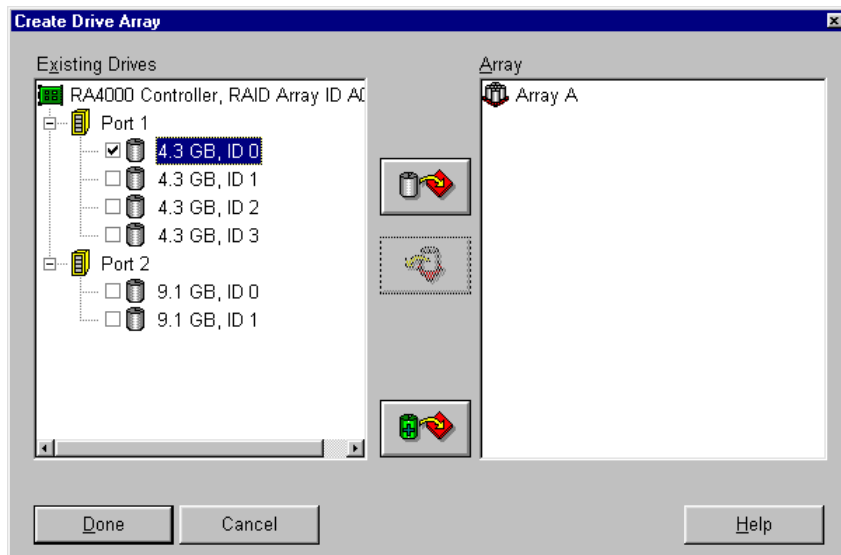 Create Drive Array
Existing Drives
RA4000 Controller, RAID Array ID A0
Port 1
4.3 GB, ID 0
4.3 GB, ID 1
4.3 GB, ID 2
4.3 GB, ID 3
Port 2
9.1 GB, ID 0
9.1 GB, ID 1
Array
Array A
Done
Cancel
Help